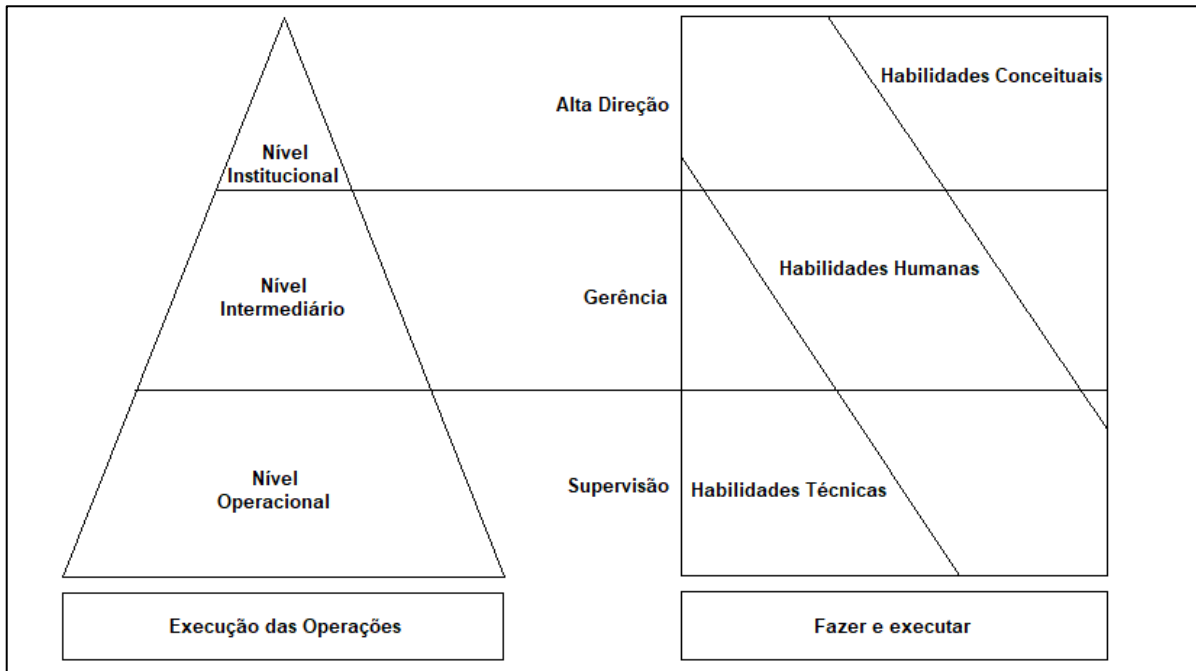 Habilidades Conceituais
Alta Direção
Nível
Institucional
Habilidades Humanas
Nível
Intermediário
Gerência
Nível
Operacional
Supervisão
Habilidades Técnicas
Execução das Operações
Fazer e executar